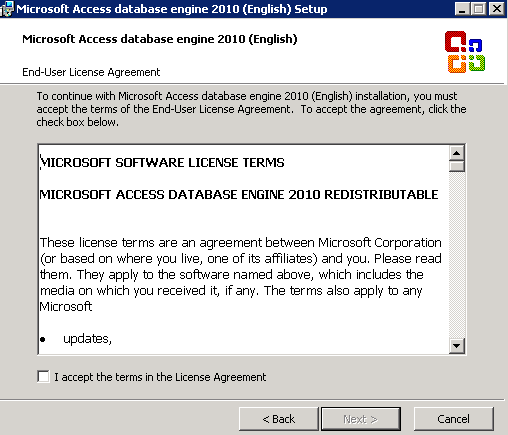 Microsoft Access database engine 2010 (English) Setup
Microsoft Access database engine 2010 (English)
End-User License Agreement
To continue with Microsoft Access database engine 2010 (English) installation, you must
accept the terms of the End-User License Agreement. To accept the agreement, click the
check box below.
MICROSOFT SOFTWARE LICENSE TERMS
MICROSOFT ACCESS DATABASE ENGINE 2010 REDISTRIBUTABLE
These license terms are an agreement between Microsoft Corporation
(or based on where you live, one of its affiliates) and you. Please read
them. They apply to the software named above, which includes the
media on which you received it, if any. The terms also apply to any
Microsoft
• updates,
I accept the terms in the License Agreement
< Back
Next >
Cancel